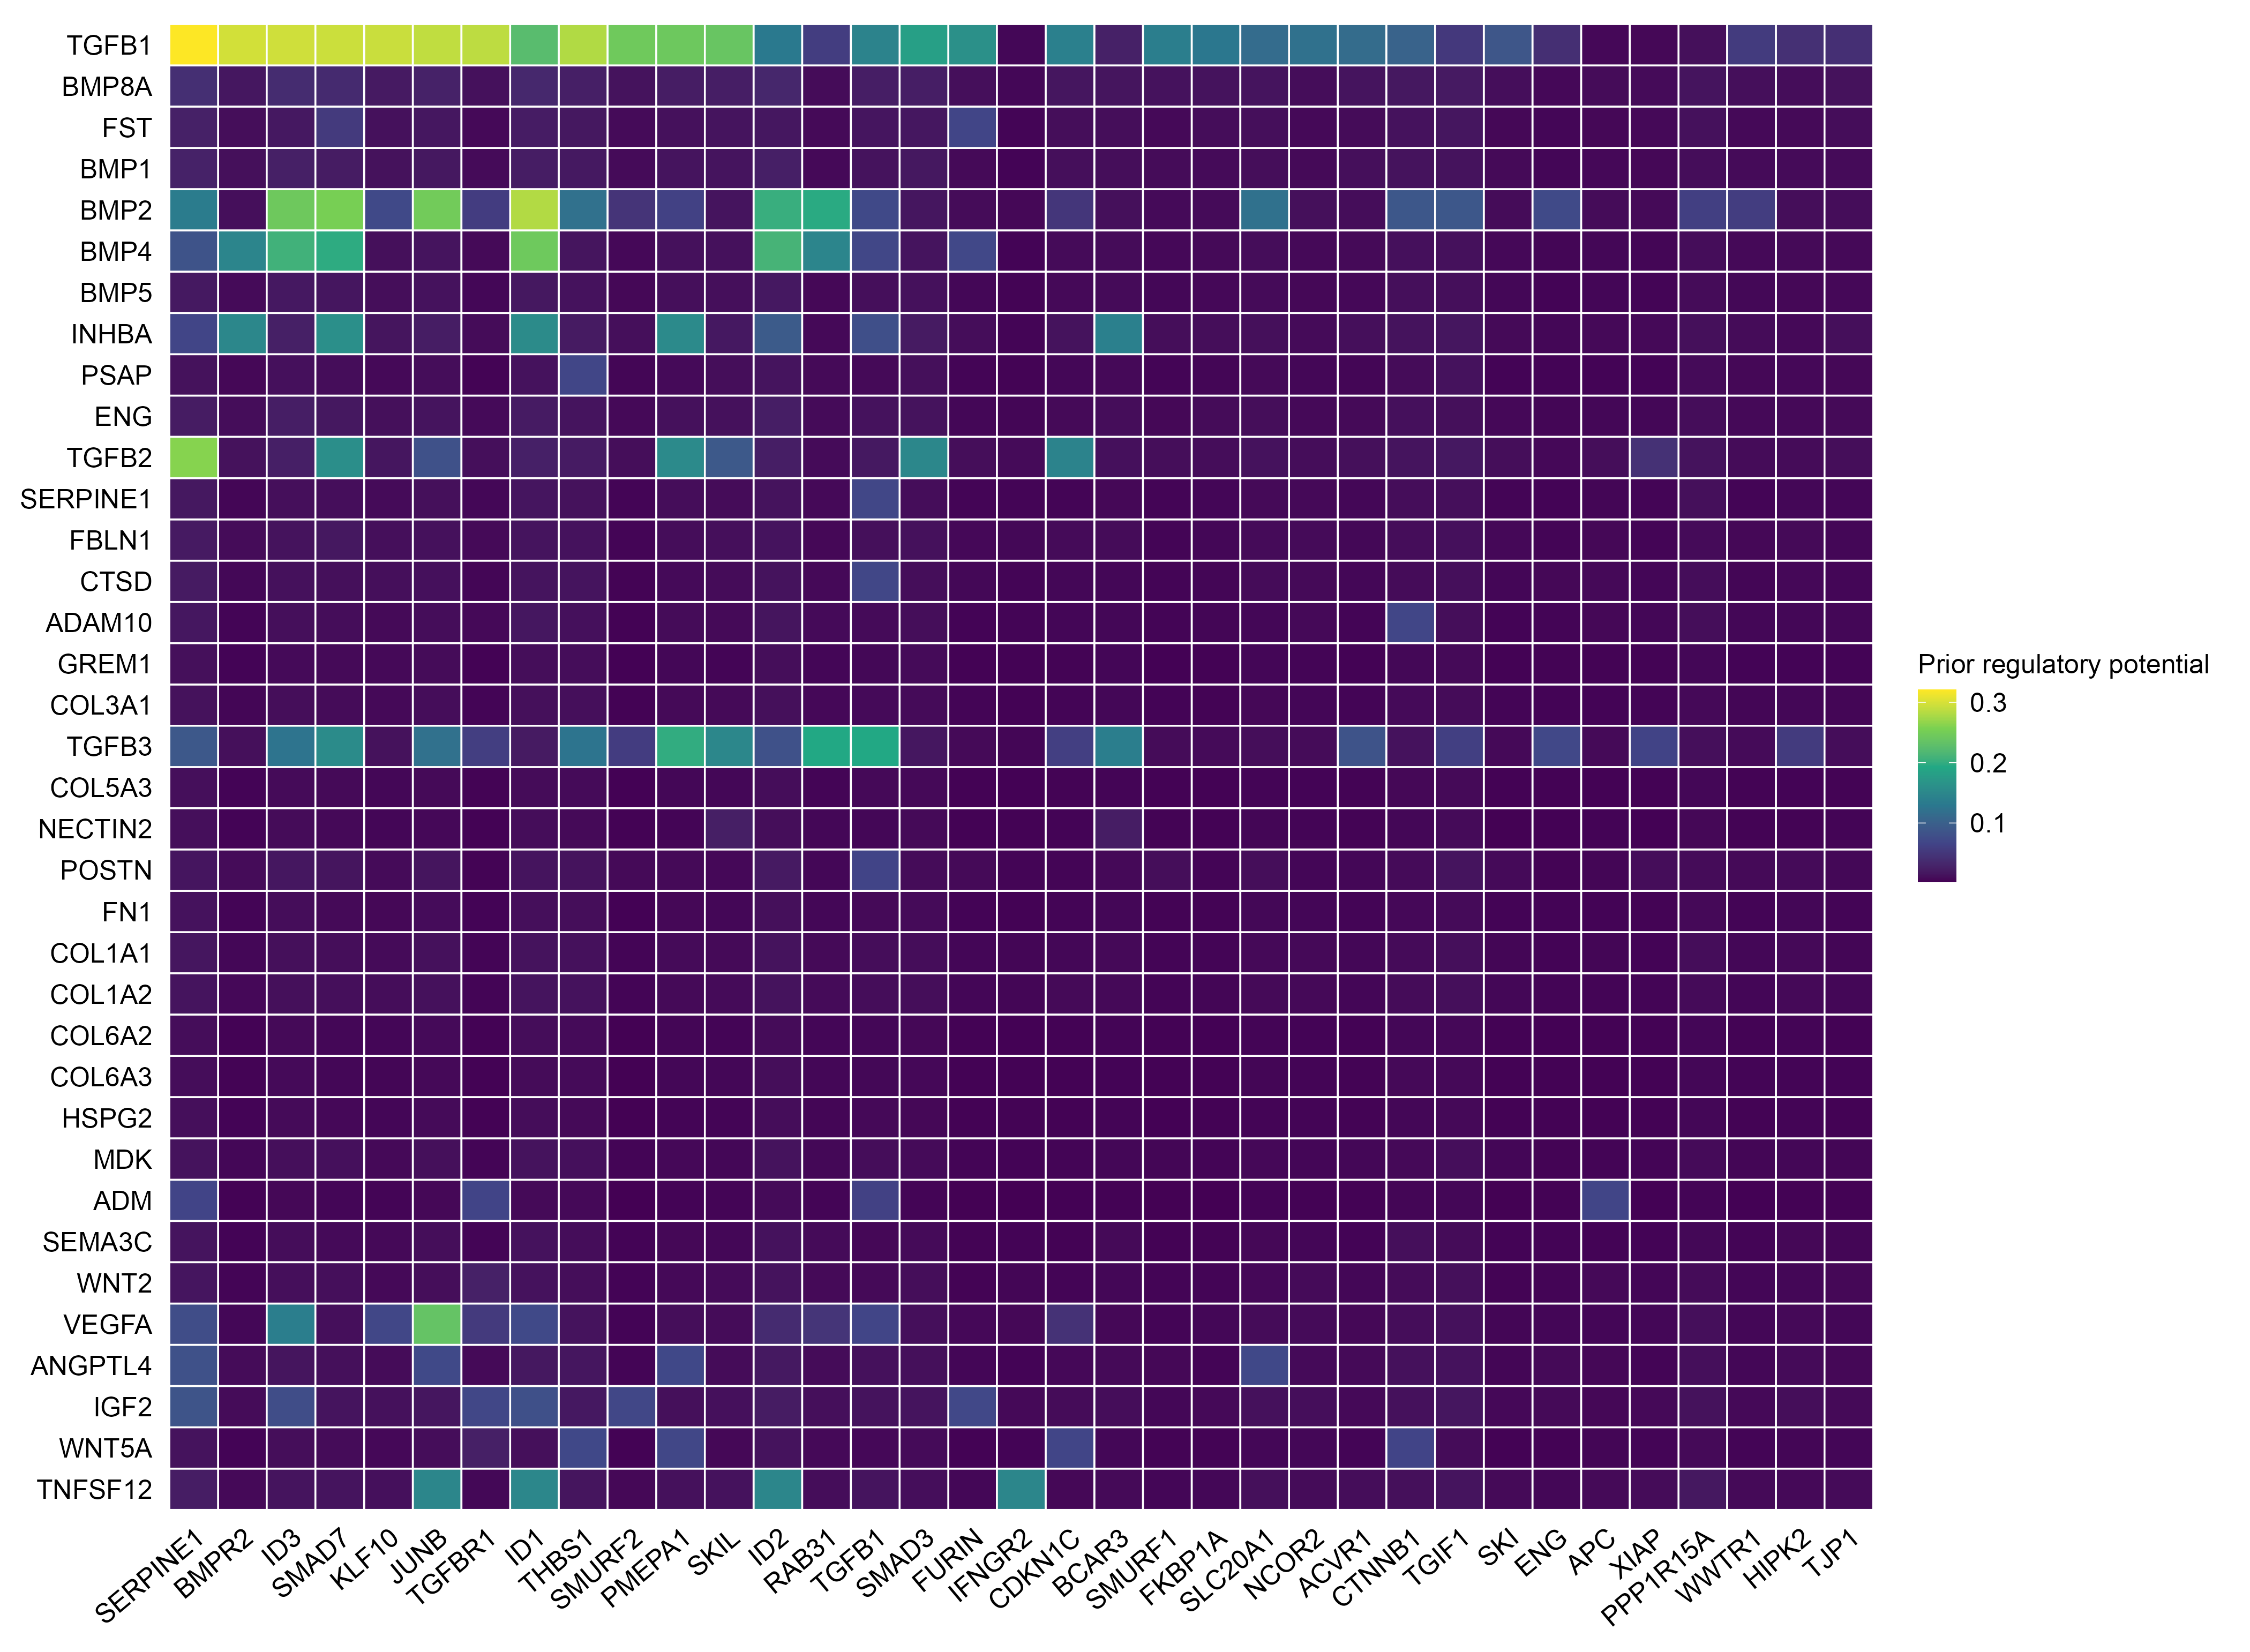 TGFB1
BMP8A
FST
BMP1
BMP2
BMP4
BMP5
INHBA
PSAP
ENG
TGFB2
SERPINE1
FBLN1
CTSD
ADAM10
GREM1
COL3A1
TGFB3
COL5A3
NECTIN2
POSTN
FN1
COL1A1
COL1A2
COL6A2
COL6A3
HSPG2
MDK
ADM
SEMA3C
WNT2
VEGFA
ANGPTL4
IGF2
WNT5A
TNFSF12
SERPINE1
BMPR2
ID3
SMAD7
KLF10
JUNB
TGFBR1
ID1
THBS1
SMURF2
PMEPA1
SKIL
ID2
RAB31
TGFB1
SMAD3
FURIN
IFNGR2
CDKN1C
BCAR3
SMURF1
FKBP1A
SLC20A1
NCOR2
ACVR1
CTNNB1
TGIF1
SKI
ENG
APC
XIAP
PPP1R15A
WWTR1
HIPK2
TJP1
Prior regulatory potential
0.3
0.2
0.1